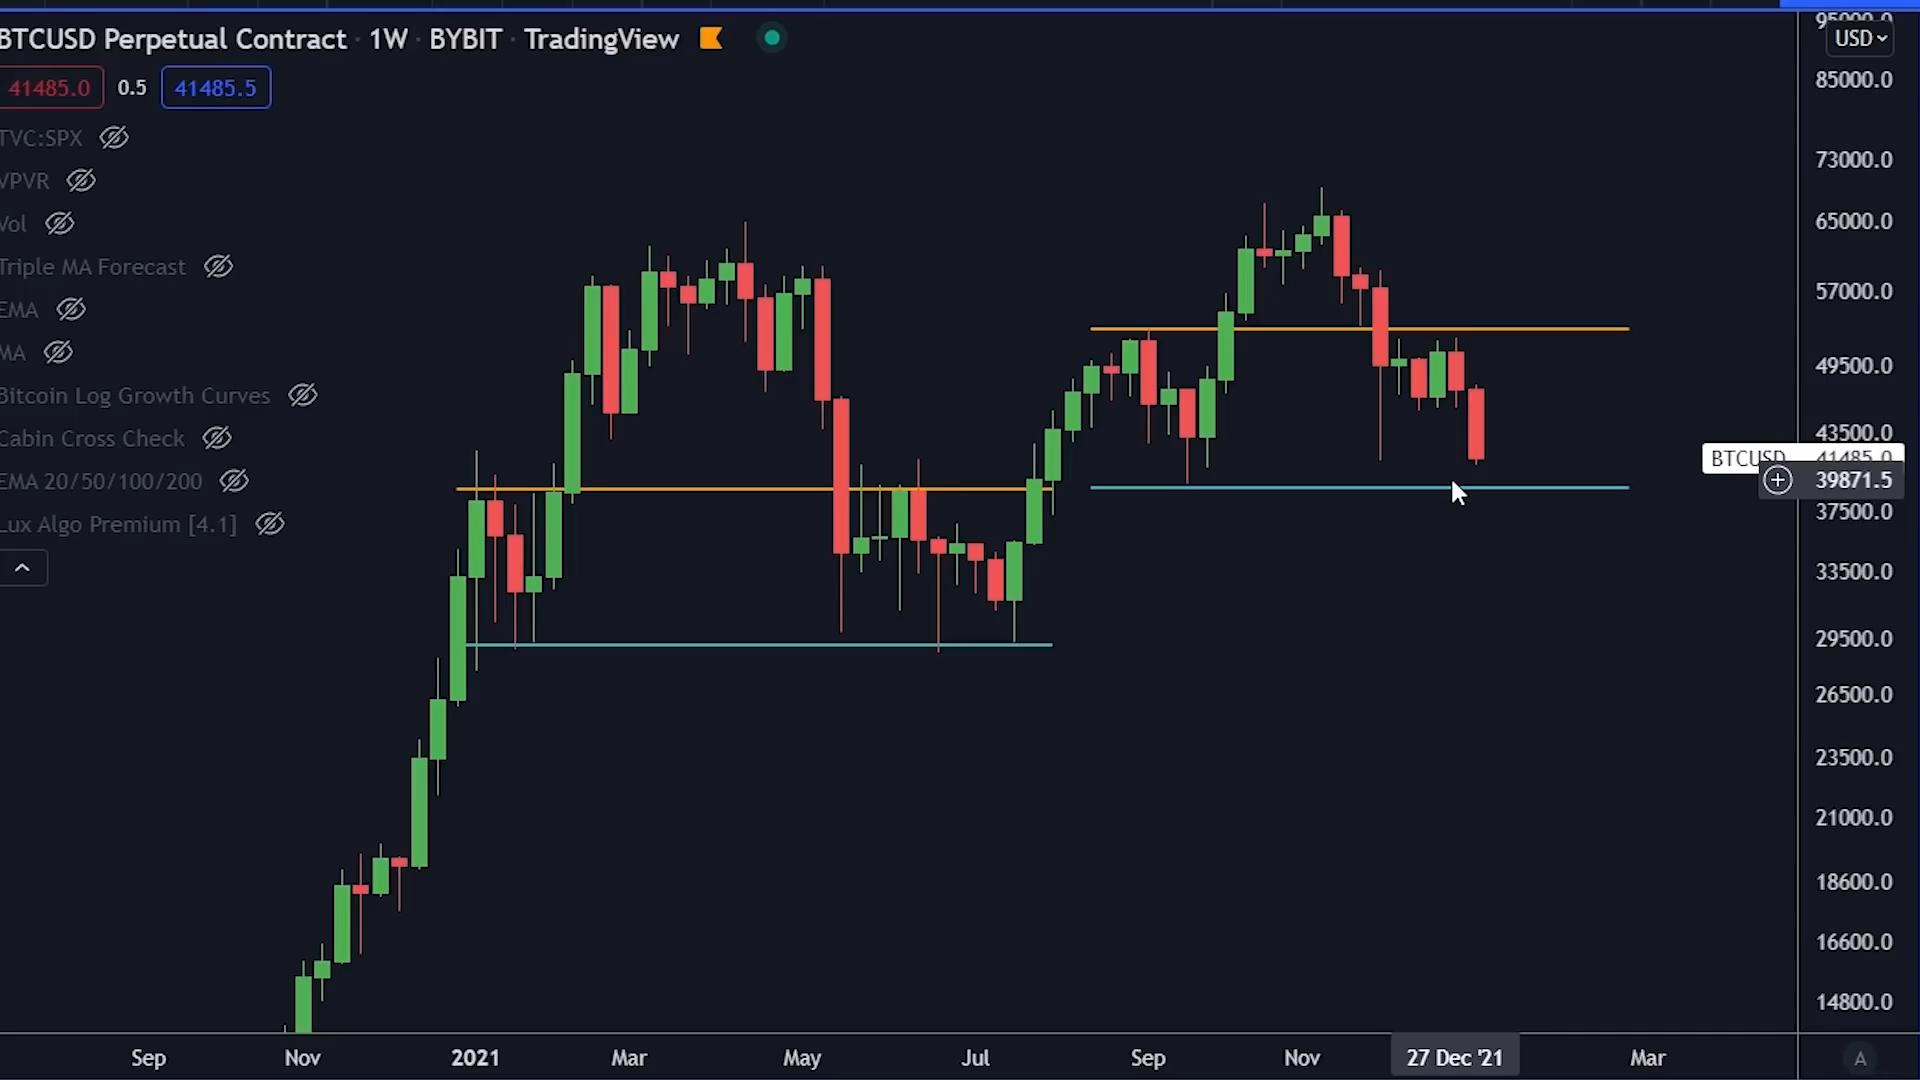 BTCUSD Perpetual Contract · 1W · BYBIT · TradingView
USD
41485.0 0.5 41485.5
TVC:SPX
VPVR
Vol
Triple MA Forecast
EMA
MA
Bitcoin Log Growth Curves
Cabin Cross Check
EMA 20/50/100/200
Lux Algo Premium [4.1]
95000.0
85000.0
73000.0
65000.0
57000.0
49500.0
43500.0
BTCUSD 41485.0
39871.5
37500.0
33500.0
29500.0
26500.0
23500.0
21000.0
18600.0
16600.0
14800.0
Sep Nov 2021 Mar May Jul Sep Nov 27 Dec '21 Mar A